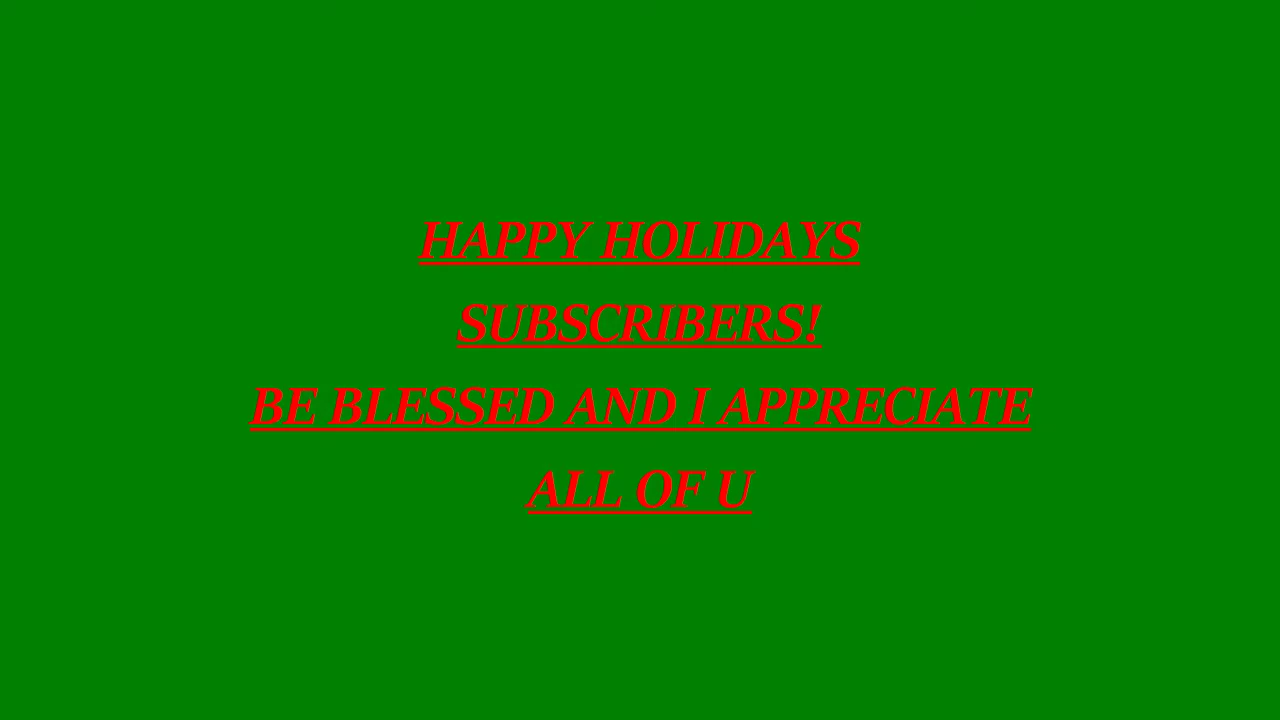 HAPPY HOLIDAYS
SUBSCRIBERS!
BE BLESSED AND I APPRECIATE
ALL OF U